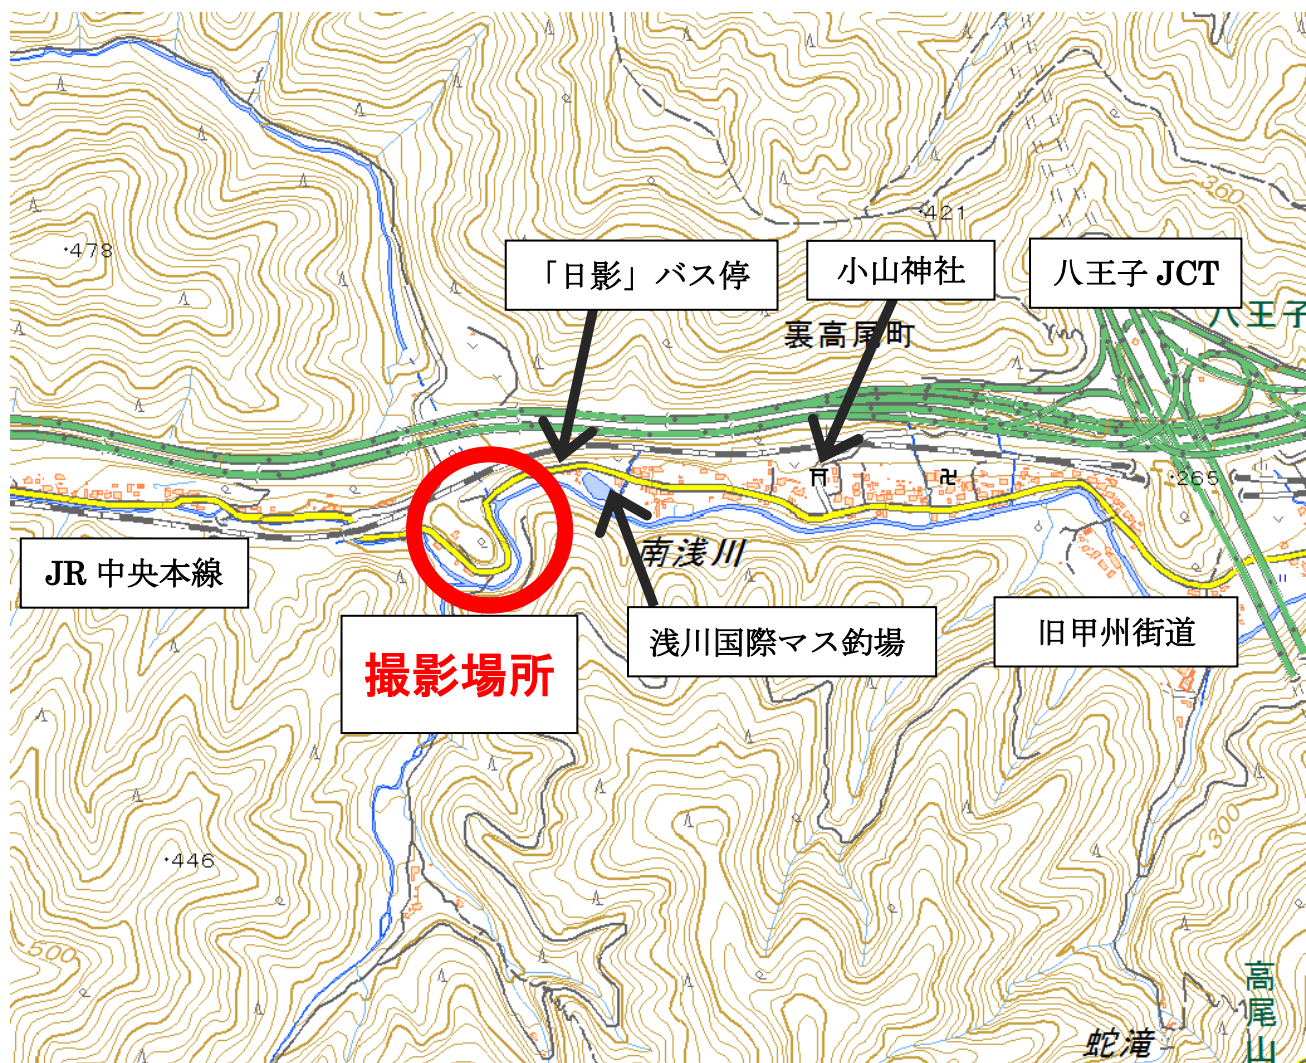 360
421
478
「日影」バス停
小山神社
八王子 JCT
八王子
裏高尾町
265
JR 中央本線
南浅川
旧甲州街道
浅川国際マス釣場
撮影場所
300
446
500
高尾山
蛇滝